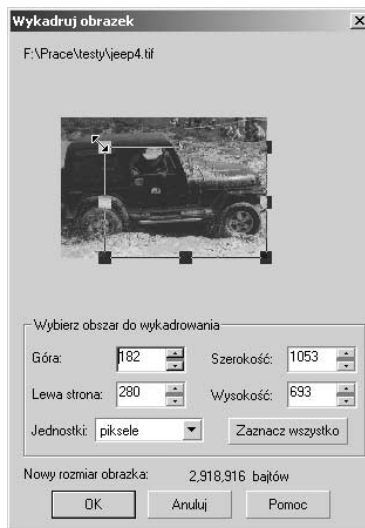 Wykadruj obrazek
F:\Prace\testy\jeep4.tif
Wybierz obszar do wykadrowania
Góra: 182 Szerokość: 1053
Lewa strona: 280 Wysokość: 693
Jednostki: piksele Zaznacz wszystko
Nowy rozmiar obrazka: 2,918,916 bajtów
OK Anuluj Pomoc